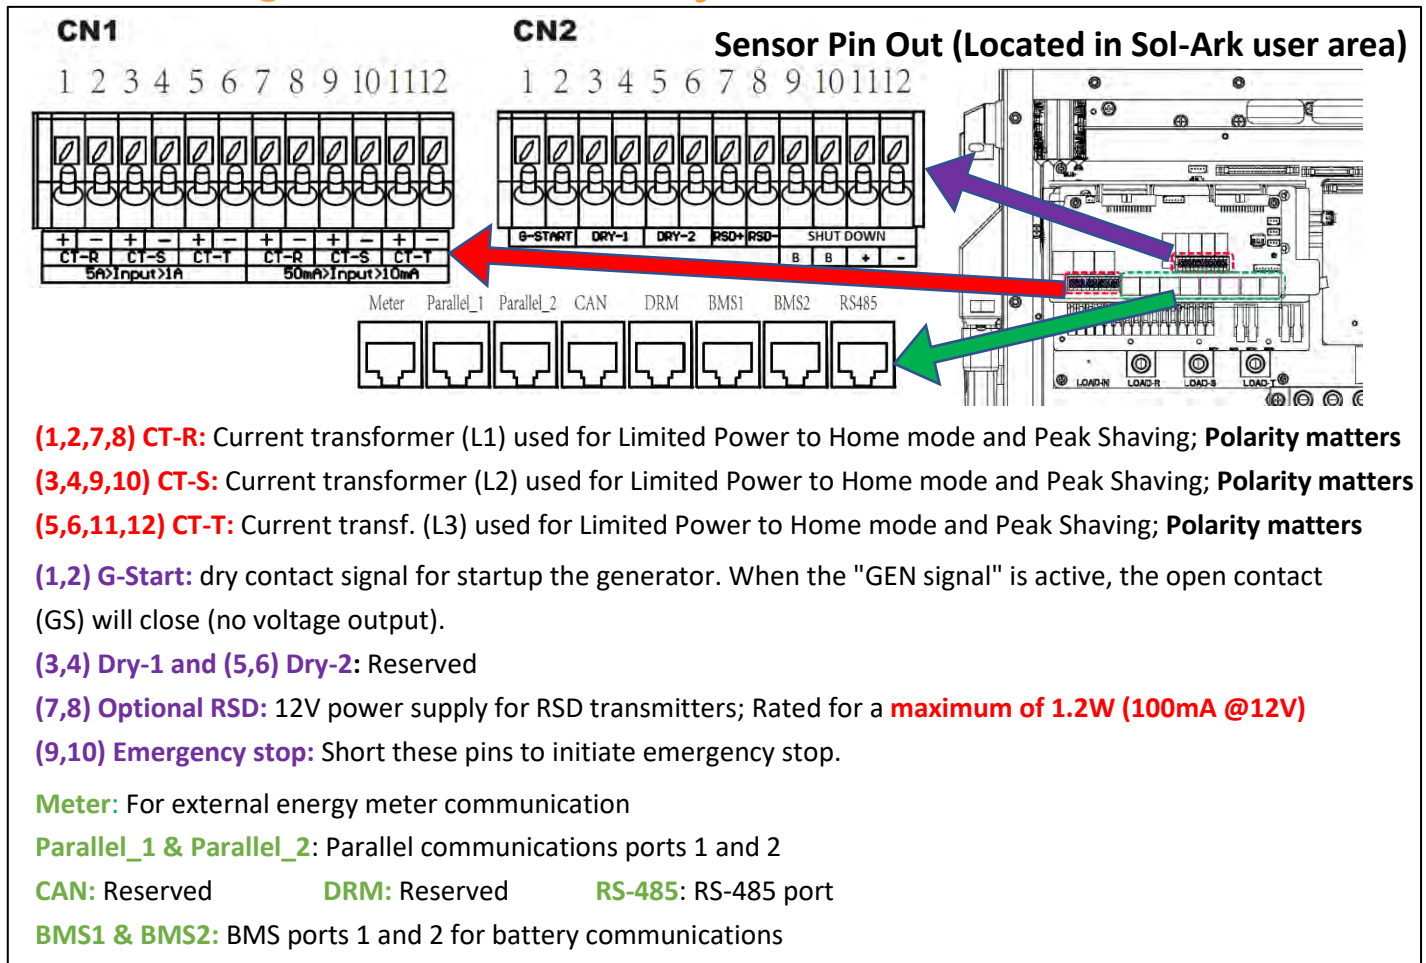 CN1
CN2
Sensor Pin Out (Located in Sol-Ark user area)
1 2 3 4 5 6 7 8 9 10 11 12
1 2 3 4 5 6 7 8 9 10 11 12
+ - + - + - + - + - + -
CT-R CT-S CT-T CT-R CT-S CT-T
5A>Input>1A 50mA>Input>10mA
G-START DRY-1 DRY-2 RSD+ RSD- SHUT DOWN
B B + -
Meter Parallel_1 Parallel_2 CAN DRM BMS1 BMS2 RS485
LOAD-N LOAD-R LOAD-S LOAD-T
(1,2,7,8) CT-R: Current transformer (L1) used for Limited Power to Home mode and Peak Shaving; Polarity matters
(3,4,9,10) CT-S: Current transformer (L2) used for Limited Power to Home mode and Peak Shaving; Polarity matters
(5,6,11,12) CT-T: Current transf. (L3) used for Limited Power to Home mode and Peak Shaving; Polarity matters
(1,2) G-Start: dry contact signal for startup the generator. When the "GEN signal" is active, the open contact
(GS) will close (no voltage output).
(3,4) Dry-1 and (5,6) Dry-2: Reserved
(7,8) Optional RSD: 12V power supply for RSD transmitters; Rated for a maximum of 1.2W (100mA @12V)
(9,10) Emergency stop: Short these pins to initiate emergency stop.
Meter: For external energy meter communication
Parallel_1 & Parallel_2: Parallel communications ports 1 and 2
CAN: Reserved DRM: Reserved RS-485: RS-485 port
BMS1 & BMS2: BMS ports 1 and 2 for battery communications